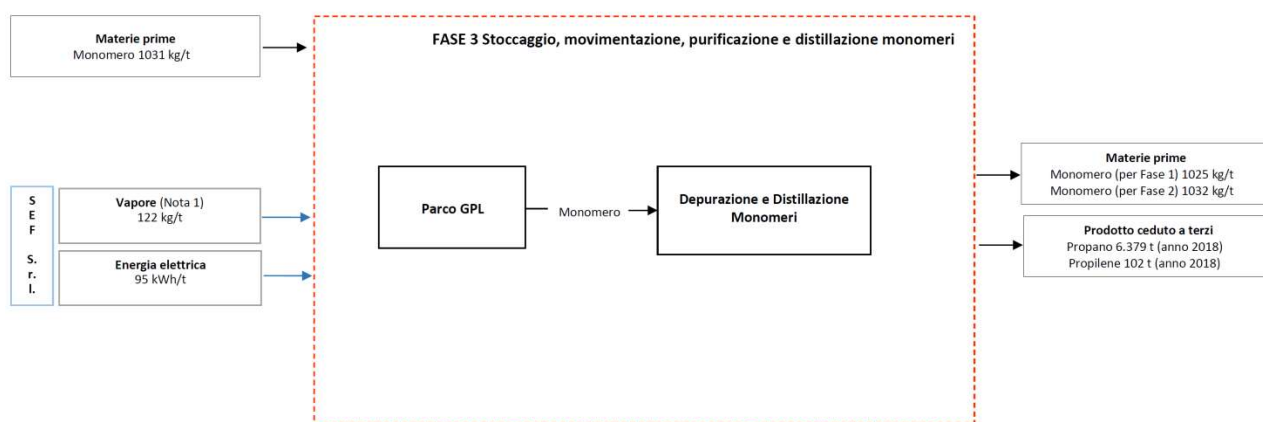 Materie prime
Monomero 1031 kg/t
FASE 3 Stoccaggio, movimentazione, purificazione e distillazione monomeri
S
E
F
S.
r.
l.
Vapore (Nota 1)
122 kg/t
Energia elettrica
95 kWh/t
Parco GPL
Monomero
Depurazione e Distillazione
Monomeri
Materie prime
Monomero (per Fase 1) 1025 kg/t
Monomero (per Fase 2) 1032 kg/t
Prodotto ceduto a terzi
Propano 6.379 t (anno 2018)
Propilene 102 t (anno 2018)